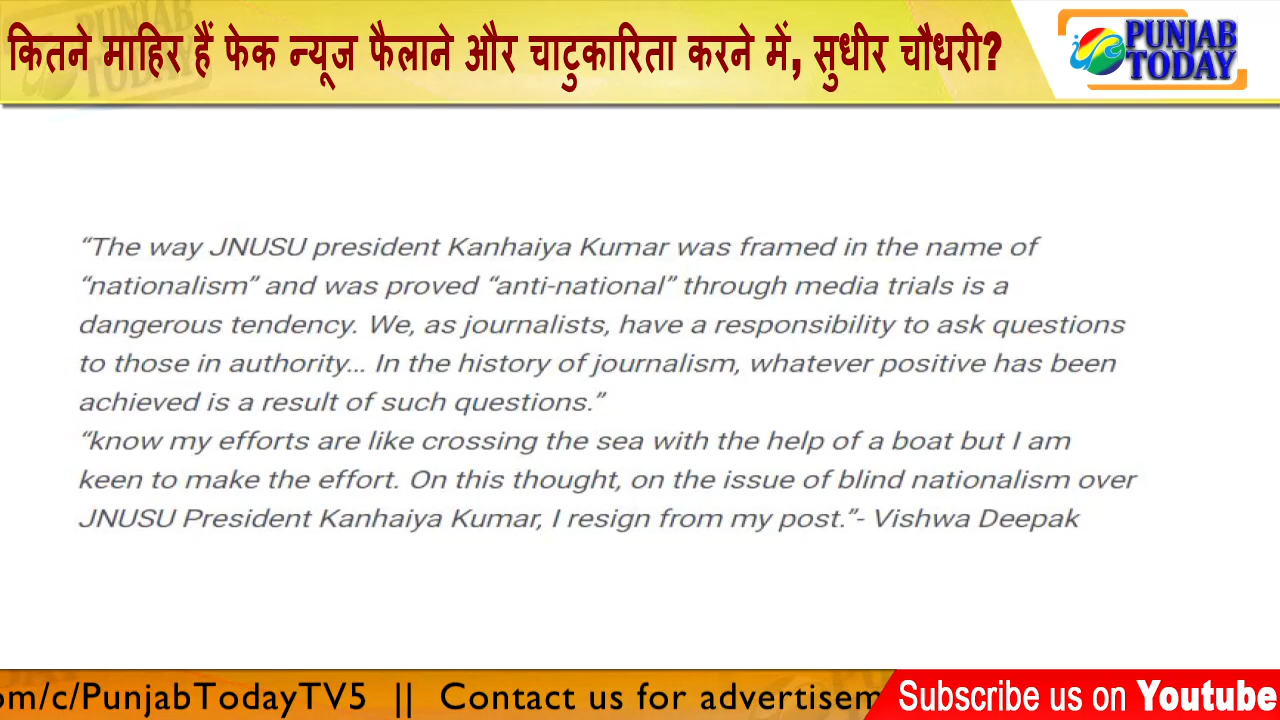 कितने माहिर हैं फेक न्यूज फैलाने और चाटुकारिता करने में, सुधीर चौधरी?
PUNJAB
TODAY
PUNJAB
TODAY
“The way JNUSU president Kanhaiya Kumar was framed in the name of
“nationalism” and was proved “anti-national” through media trials is a
dangerous tendency. We, as journalists, have a responsibility to ask questions
to those in authority... In the history of journalism, whatever positive has been
achieved is a result of such questions.”
“know my efforts are like crossing the sea with the help of a boat but I am
keen to make the effort. On this thought, on the issue of blind nationalism over
JNUSU President Kanhaiya Kumar, I resign from my post.”- Vishwa Deepak
om/c/PunjabTodayTV5 || Contact us for advertisem
Subscribe us on Youtube